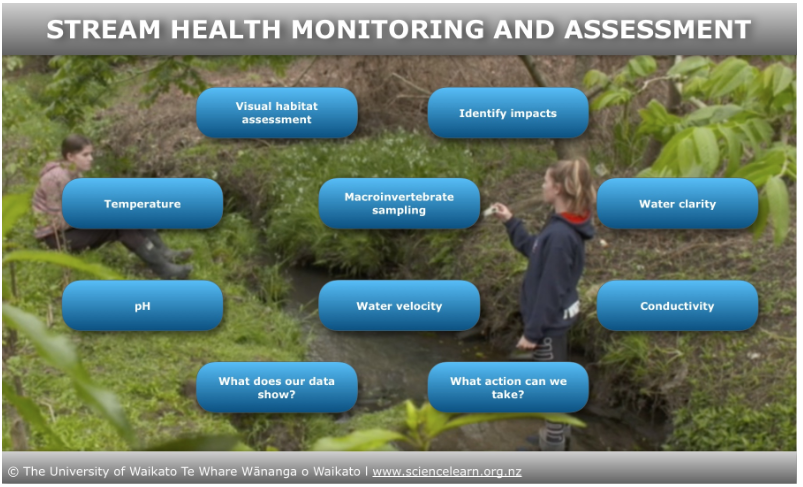 STREAM HEALTH MONITORING AND ASSESSMENT
Visual habitat
assessment
Identify impacts
Temperature
Macroinvertebrate
sampling
Water clarity
pH
Water velocity
Conductivity
What does our data
show?
What action can we
take?
© The University of Waikato Te Whare Wānanga o Waikato l www.sciencelearn.org.nz